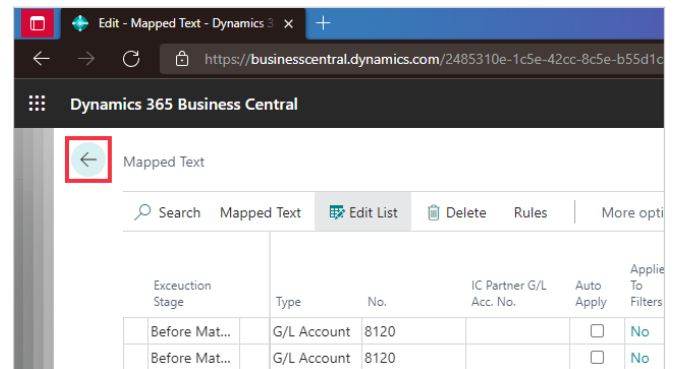 Edit - Mapped Text - Dynamics 3
https://businesscentral.dynamics.com/2485310e-1c5e-42cc-8c5e-b55d1c
Dynamics 365 Business Central
Mapped Text
Search Mapped Text Edit List Delete Rules More opti
Exceuction Stage Type No. IC Partner G/L Acc. No. Auto Apply Applie To Filters
Before Mat... G/L Account 8120 No
Before Mat... G/L Account 8120 No